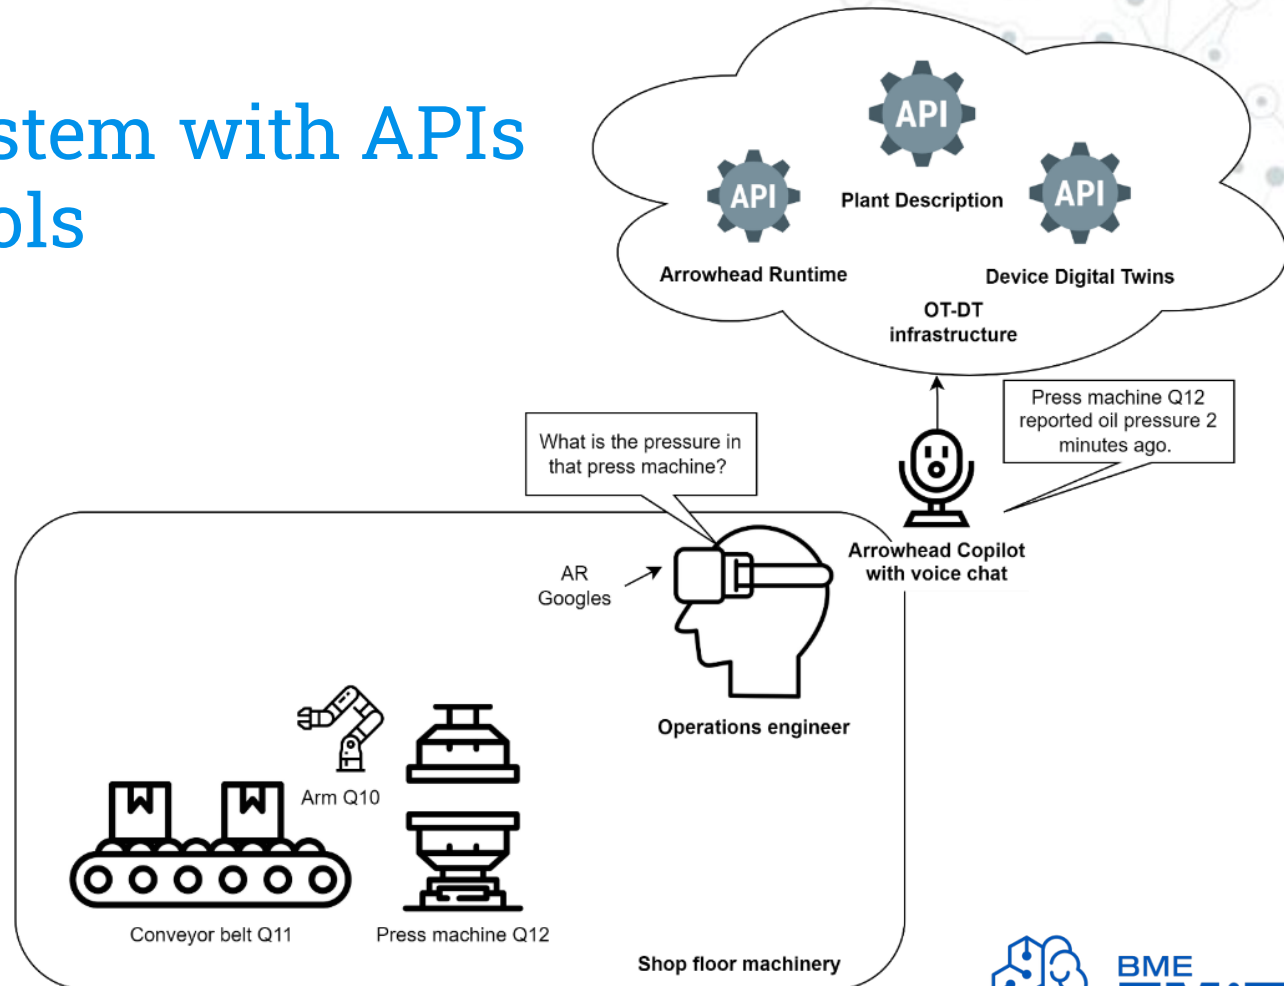 stem with APIs
ols
API
API
API
Plant Description
Arrowhead Runtime
Device Digital Twins
OT-DT
infrastructure
Press machine Q12
reported oil pressure 2
minutes ago.
What is the pressure in
that press machine?
Arrowhead Copilot
with voice chat
AR
Googles
Operations engineer
Arm Q10
Conveyor belt Q11
Press machine Q12
Shop floor machinery
BME